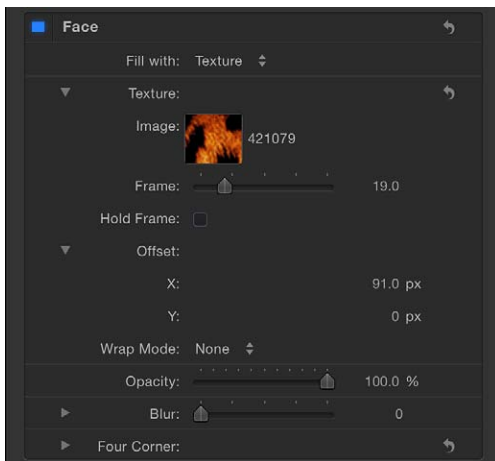 Face
Fill with: Texture
Texture:
Image: 421079
Frame: 19.0
Hold Frame:
Offset:
X: 91.0 px
Y: 0 px
Wrap Mode: None
Opacity: 100.0 %
Blur: 0
Four Corner: